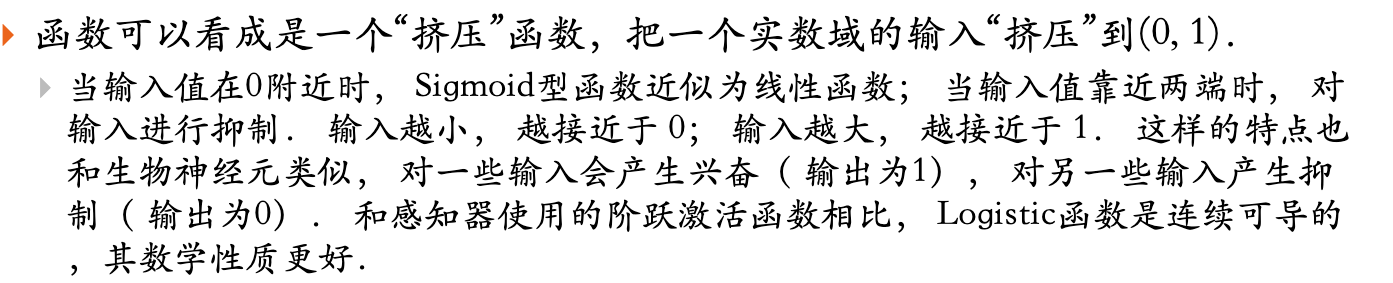 函数可以看成是一个“挤压”函数，把一个实数域的输入“挤压”到(0, 1).
当输入值在0附近时， Sigmoid型函数近似为线性函数； 当输入值靠近两端时， 对
输入进行抑制. 输入越小， 越接近于 0； 输入越大， 越接近于 1. 这样的特点也
和生物神经元类似， 对一些输入会产生兴奋（ 输出为1）， 对另一些输入产生抑
制（ 输出为0）. 和感知器使用的阶跃激活函数相比， Logistic函数是连续可导的
，其数学性质更好.